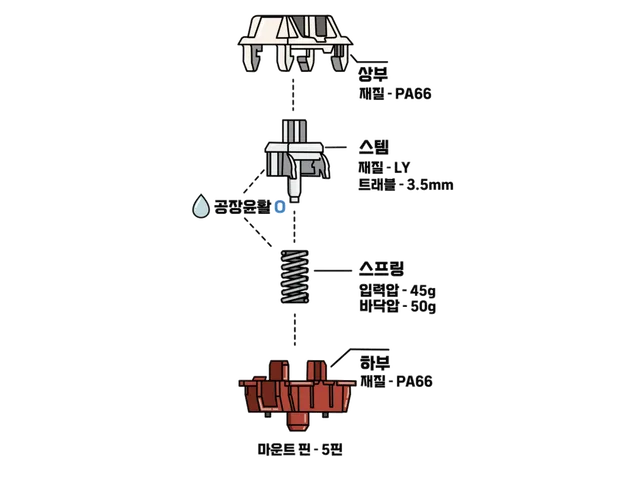 상부
재질 - PA66
스템
재질 - LY
트래블 - 3.5mm
공장윤활 O
스프링
입력압 - 45g
바닥압 - 50g
하부
재질 - PA66
마운트 핀 - 5핀